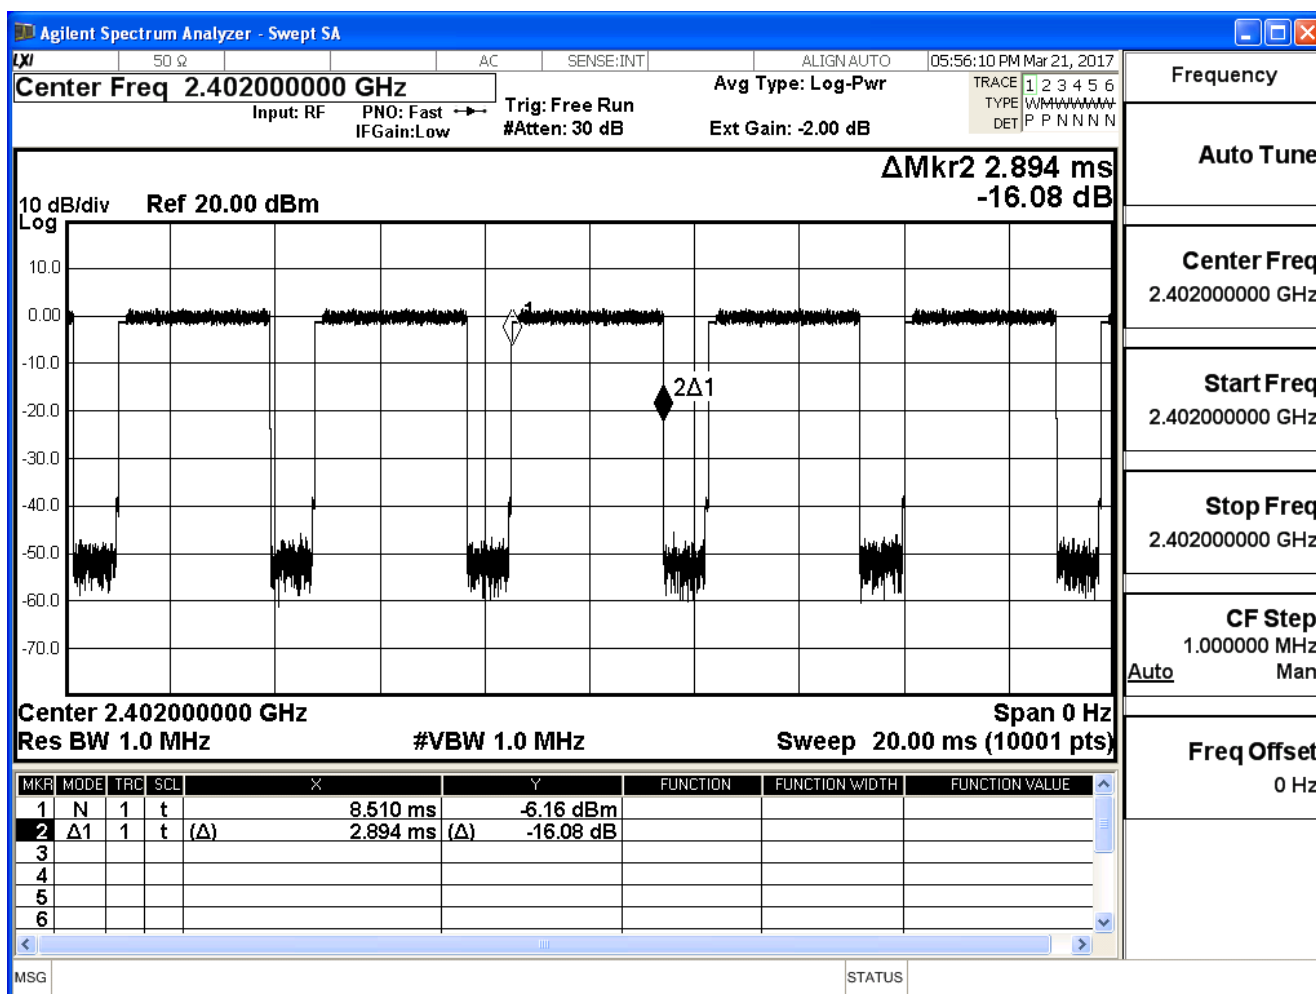 Agilent Spectrum Analyzer - Swept SA
LXI 50 Ω AC SENSE:INT ALIGN AUTO 05:56:10 PM Mar 21, 2017
Center Freq 2.402000000 GHz
Input: RF PNO: Fast
IFGain:Low
Trig: Free Run
#Atten: 30 dB
Avg Type: Log-Pwr
Ext Gain: -2.00 dB
TRACE 1 2 3 4 5 6
TYPE WMWWWWW
DET P P N N N N
ΔMkr2 2.894 ms
-16.08 dB
10 dB/div Ref 20.00 dBm
Log
10.0
0.00
-10.0
-20.0
-30.0
-40.0
-50.0
-60.0
-70.0
1
2Δ1
Center 2.402000000 GHz Span 0 Hz
Res BW 1.0 MHz #VBW 1.0 MHz Sweep 20.00 ms (10001 pts)
MKR MODE TRC SCL X Y FUNCTION FUNCTION WIDTH FUNCTION VALUE
1 N 1 t 8.510 ms -6.16 dBm
2 Δ1 1 t (Δ) 2.894 ms (Δ) -16.08 dB
3
4
5
6
MSG STATUS
Frequency
Auto Tune
Center Freq
2.402000000 GHz
Start Freq
2.402000000 GHz
Stop Freq
2.402000000 GHz
CF Step
1.000000 MHz
Auto Man
Freq Offset
0 Hz